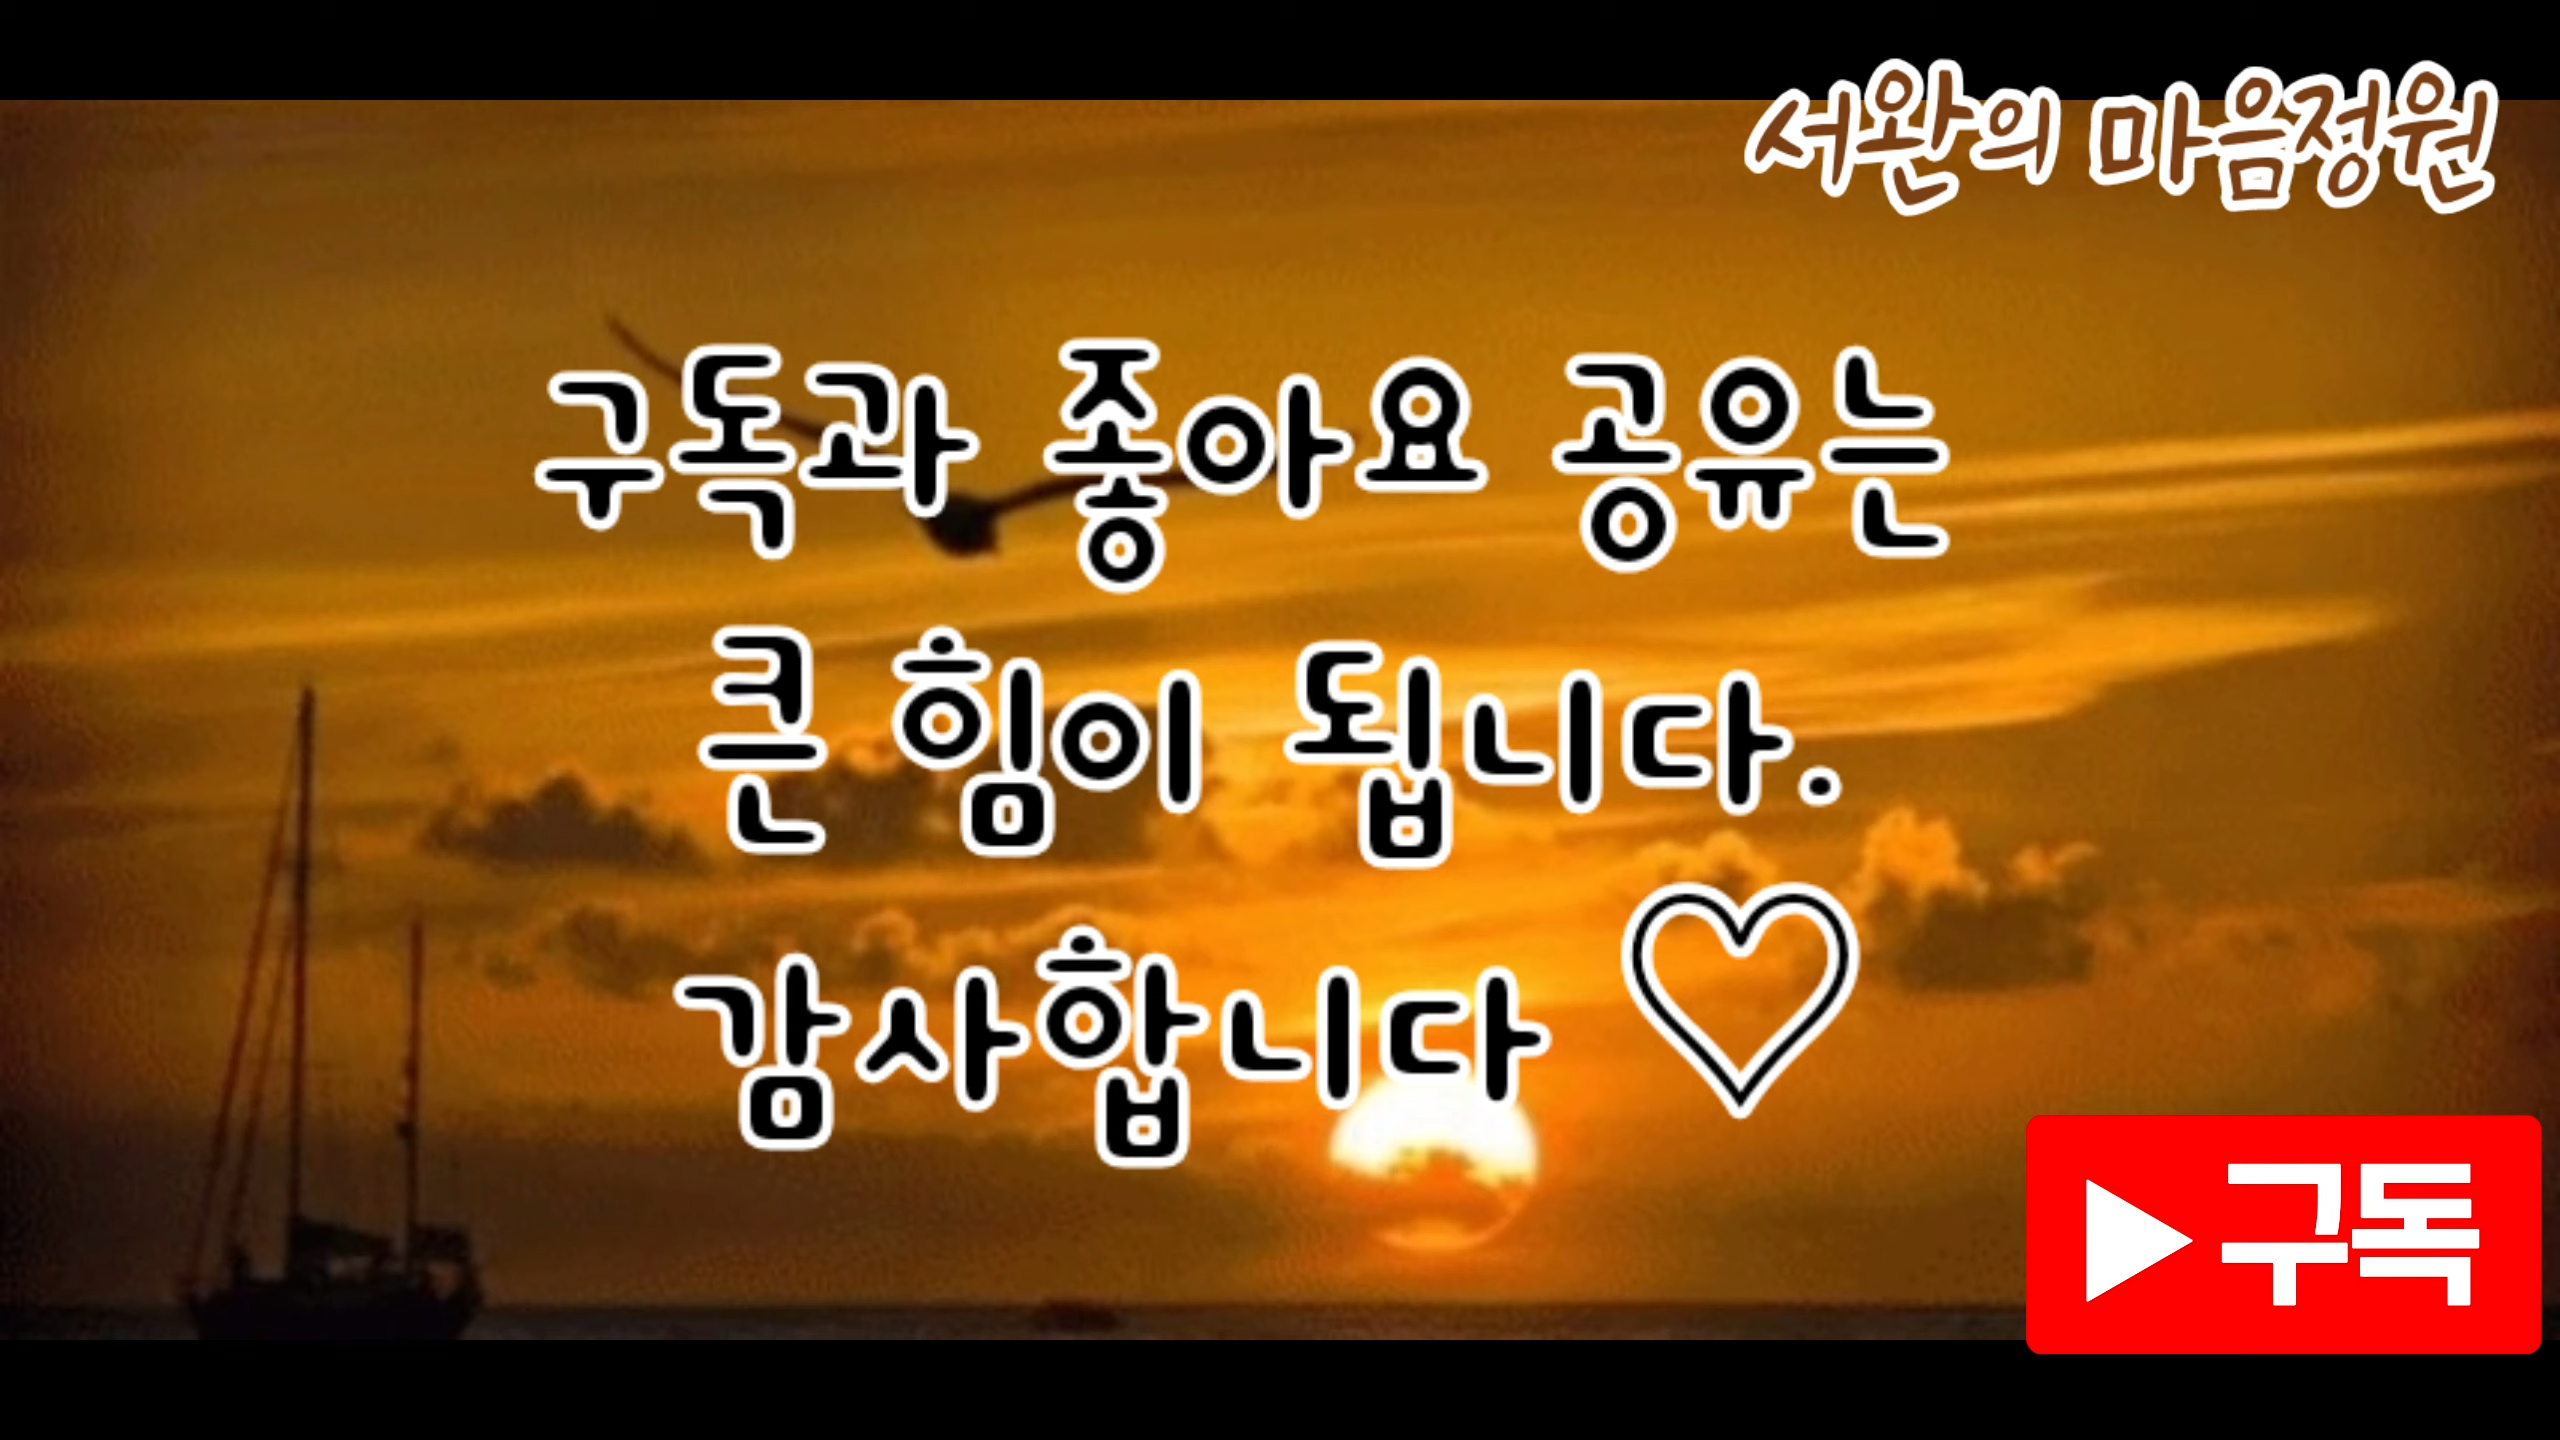 서완의 마음정원
구독과 좋아요 공유는
큰 힘이 됩니다.
감사합니다 ♡
구독